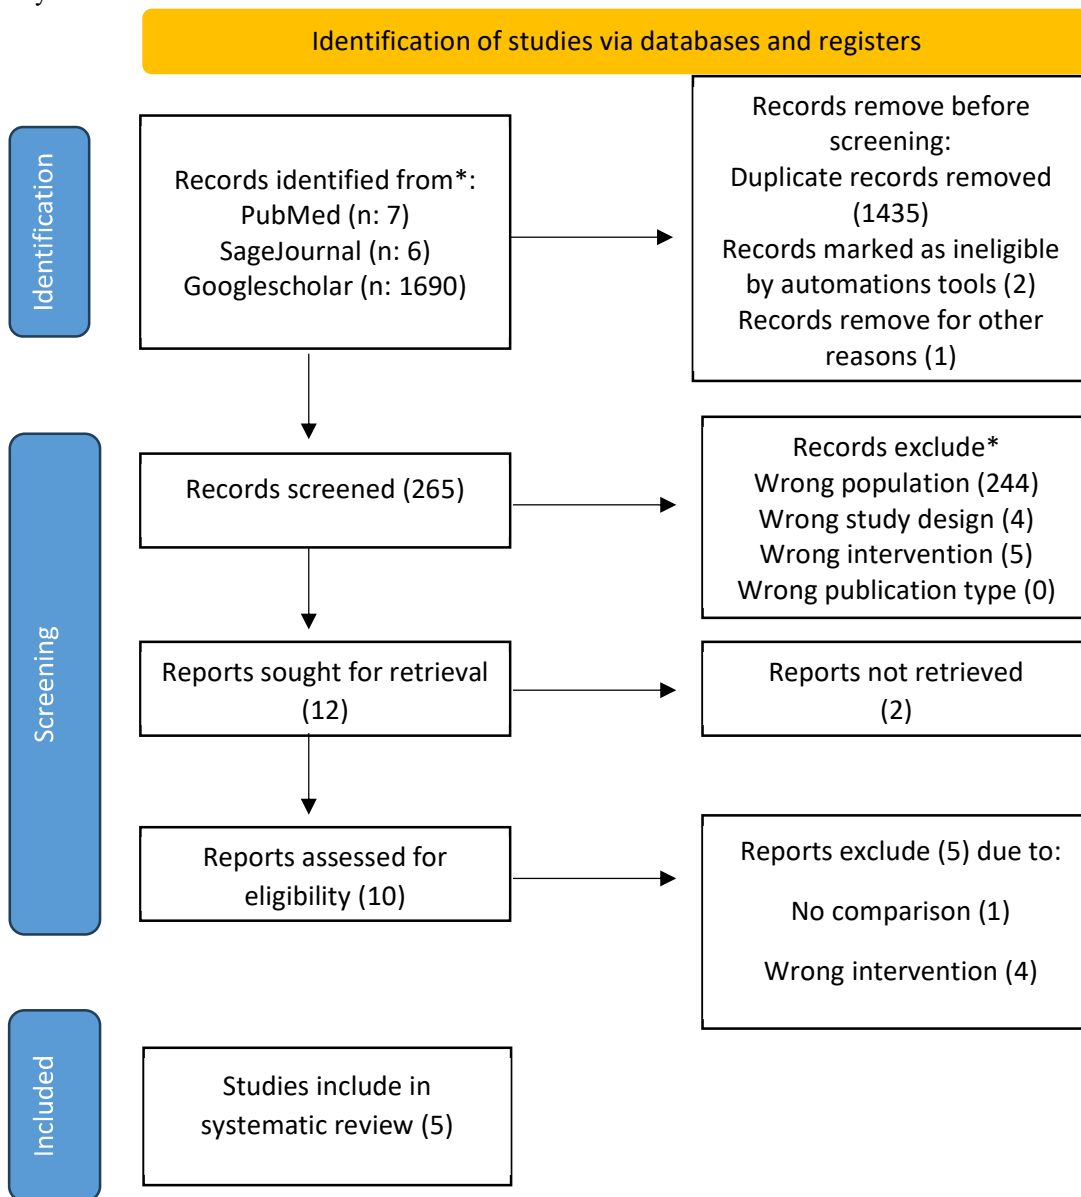 y
Identification of studies via databases and registers
Identification
Records identified from*:
PubMed (n: 7)
SageJournal (n: 6)
Googlescholar (n: 1690)
Records remove before
screening:
Duplicate records removed
(1435)
Records marked as ineligible
by automations tools (2)
Records remove for other
reasons (1)
Screening
Records screened (265)
Records exclude*
Wrong population (244)
Wrong study design (4)
Wrong intervention (5)
Wrong publication type (0)
Reports sought for retrieval
(12)
Reports not retrieved
(2)
Reports assessed for
eligibility (10)
Reports exclude (5) due to:
No comparison (1)
Wrong intervention (4)
Included
Studies include in
systematic review (5)